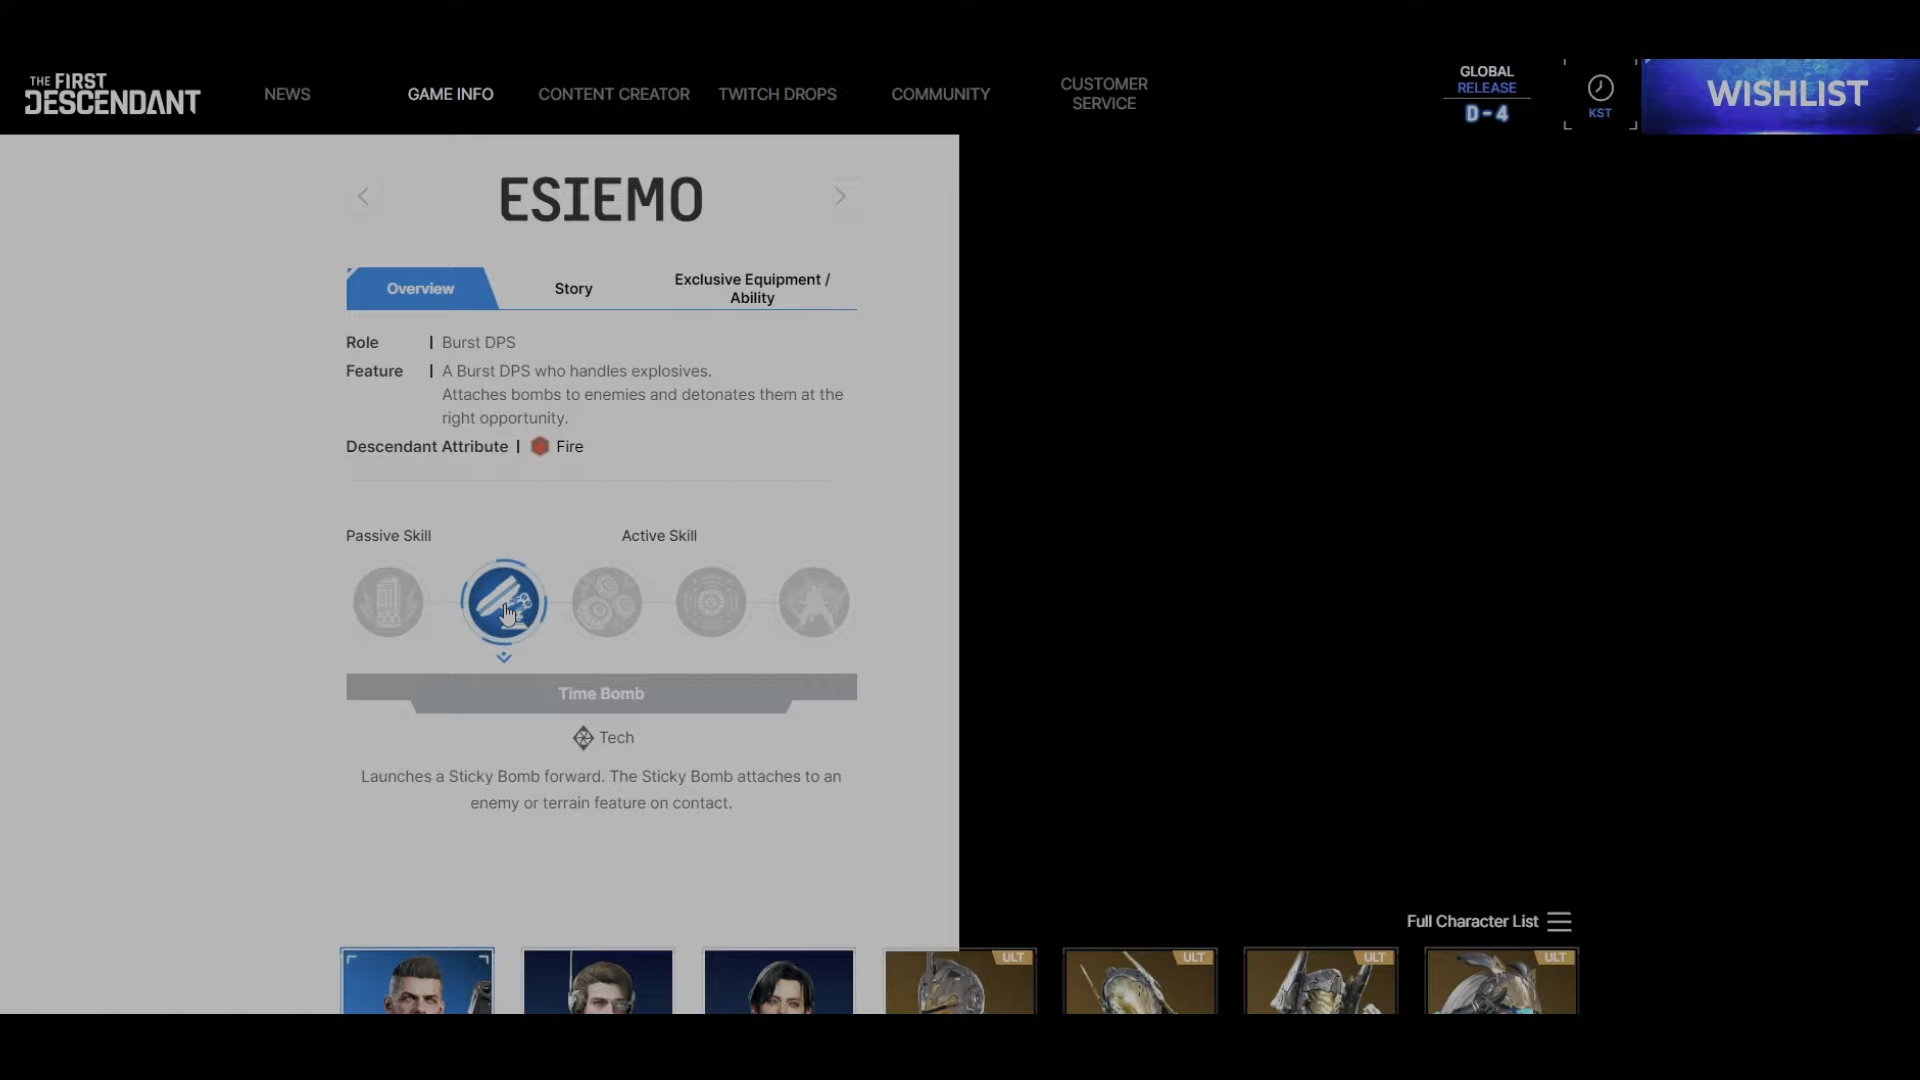 THE FIRST
DESCENDANT
NEWS
GAME INFO
CONTENT CREATOR
TWITCH DROPS
COMMUNITY
CUSTOMER
SERVICE
GLOBAL
RELEASE
D-4
KST
WISHLIST
ESIEMO
Overview
Story
Exclusive Equipment /
Ability
Role | Burst DPS
Feature | A Burst DPS who handles explosives.
Attaches bombs to enemies and detonates them at the
right opportunity.
Descendant Attribute | Fire
Passive Skill
Active Skill
Time Bomb
Tech
Launches a Sticky Bomb forward. The Sticky Bomb attaches to an
enemy or terrain feature on contact.
Full Character List
ULT
ULT
ULT
ULT